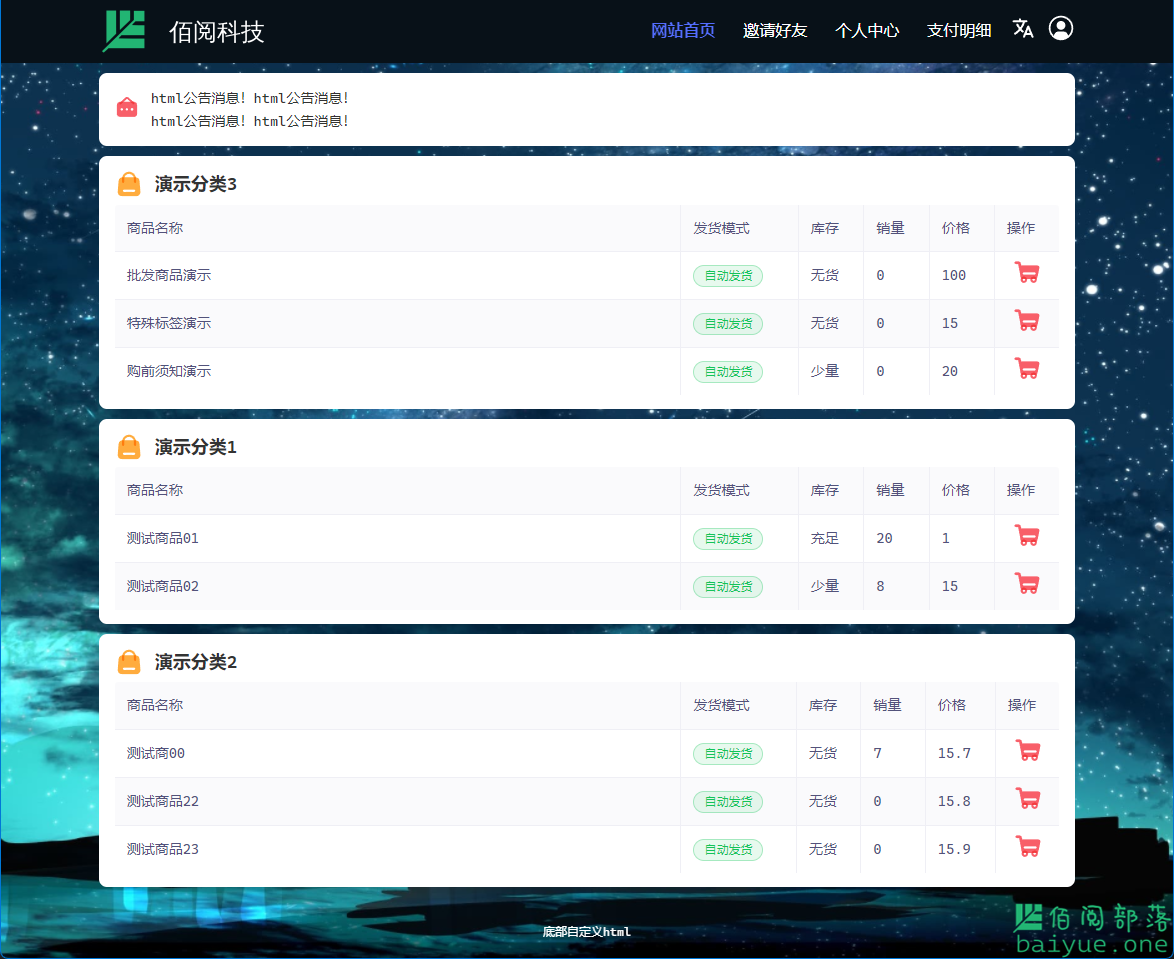 佰阅科技
网站首页 邀请好友 个人中心 支付明细
html公告消息! html公告消息!
html公告消息! html公告消息!
演示分类3
商品名称 发货模式 库存 销量 价格 操作
批发商品演示 自动发货 无货 0 100
特殊标签演示 自动发货 无货 0 15
购前须知演示 自动发货 少量 0 20
演示分类1
商品名称 发货模式 库存 销量 价格 操作
测试商品01 自动发货 充足 20 1
测试商品02 自动发货 少量 8 15
演示分类2
商品名称 发货模式 库存 销量 价格 操作
测试商00 自动发货 无货 7 15.7
测试商品22 自动发货 无货 0 15.8
测试商品23 自动发货 无货 0 15.9
底部自定义html
佰阅部落
baiyue.one